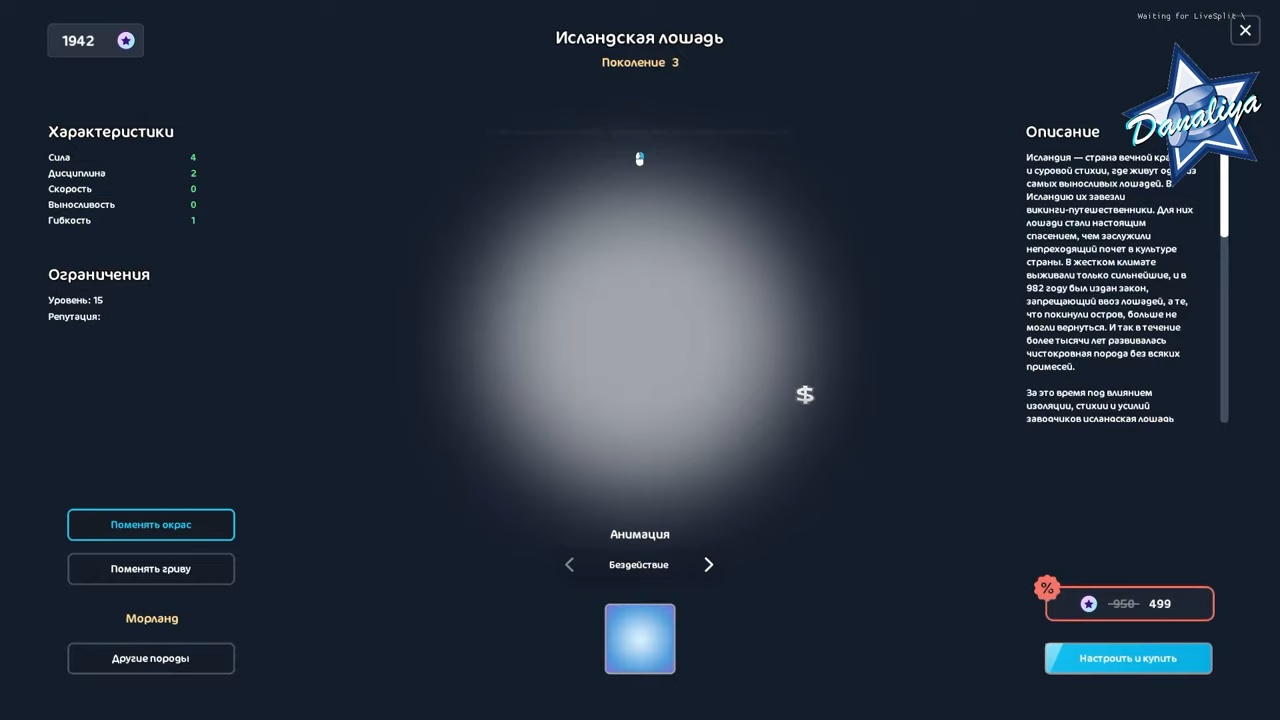 Waiting for LiveSplit \
1942
Исландская лошадь
Поколение 3
Danaliya
Характеристики
Сила 4
Дисциплина 2
Скорость 0
Выносливость 0
Гибкость 1
Ограничения
Уровень: 15
Репутация:
Описание
Исландия — страна вечной
и суровой стихии, где живут
самых выносливых лошадей. В
Исландию их завезли
викинги-путешественники. Для них
лошади стали настоящим
спасением, чем заслужили
непреходящий почет в культуре
страны. В жестком климате
выживали только сильнейшие, и в
982 году был издан закон,
запрещающий ввоз лошадей, а те,
что покинули остров, больше не
могли вернуться. И так в течение
более тысячи лет развивалась
чистокровная порода без всяких
примесей.
За это время под влиянием
изоляции, стихии и усилий
заводчиков исландская лошадь
$
Поменять окрас
Поменять гриву
Морланд
Другие породы
Анимация
Бездействие
%
950 499
Настроить и купить